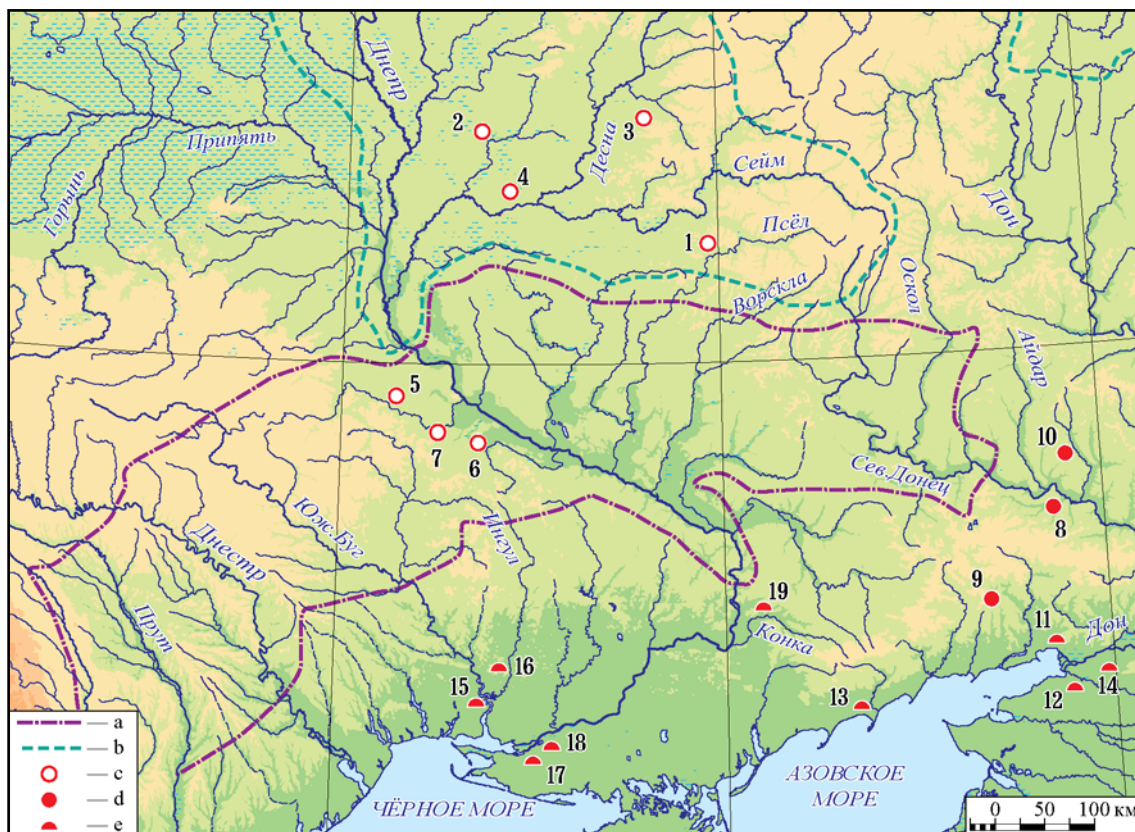 Днепр
2
3
Припять
Десна
Горынь
4
Сейм
Дон
1
Псёл
Оскол
Ворскла
Айдар
5
7
6
10
Сев.Донец
8
Юж.Буг
Ингул
Днестр
9
Прут
19
11
Дон
Конка
16
15
13
14
12
18
17
a
b
c
d
e
ЧЁРНОЕ МОРЕ
АЗОВСКОЕ
МОРЕ
0 50 100 км